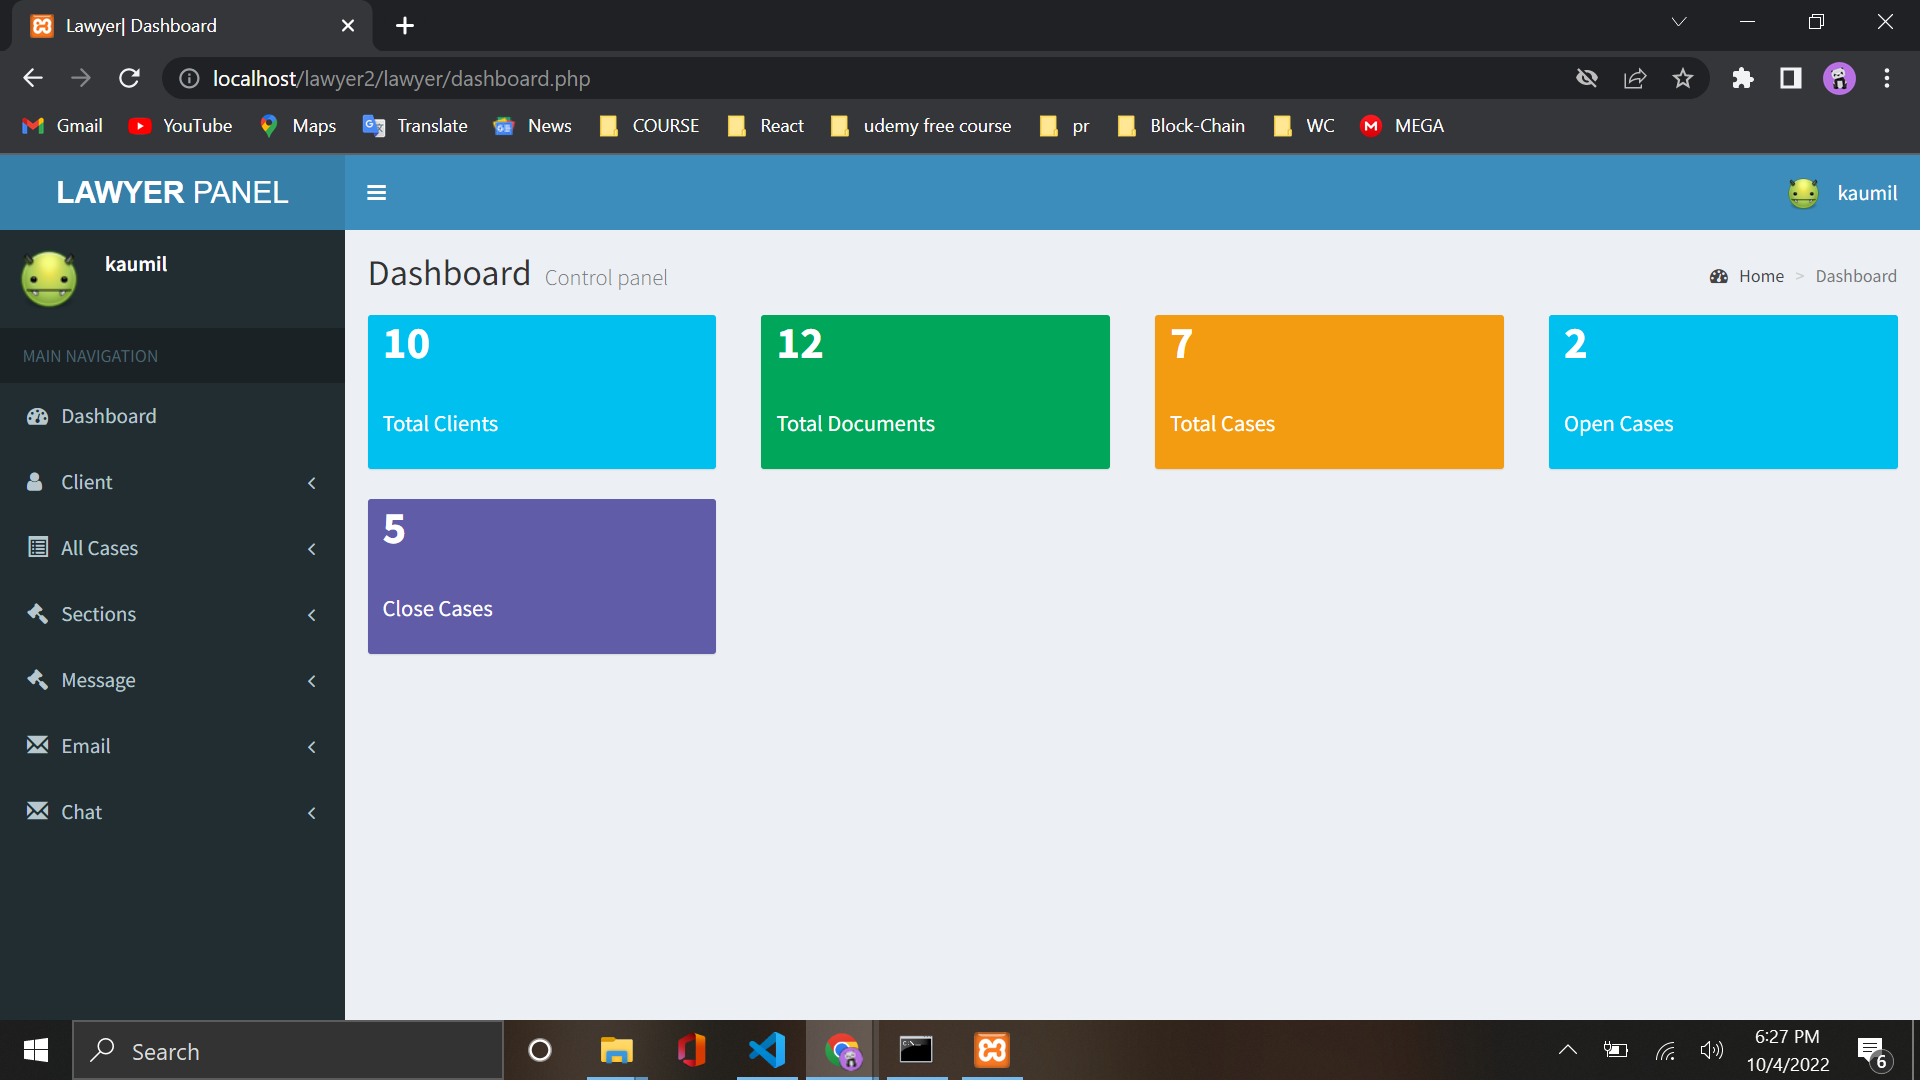 Lawyer| Dashboard
localhost/lawyer2/lawyer/dashboard.php
Gmail YouTube Maps Translate News COURSE React udemy free course pr Block-Chain WC MEGA
LAWYER PANEL
kaumil
kaumil
MAIN NAVIGATION
Dashboard
Client
All Cases
Sections
Message
Email
Chat
Dashboard Control panel
Home > Dashboard
10
Total Clients
12
Total Documents
7
Total Cases
2
Open Cases
5
Close Cases
Search
6:27 PM
10/4/2022
6